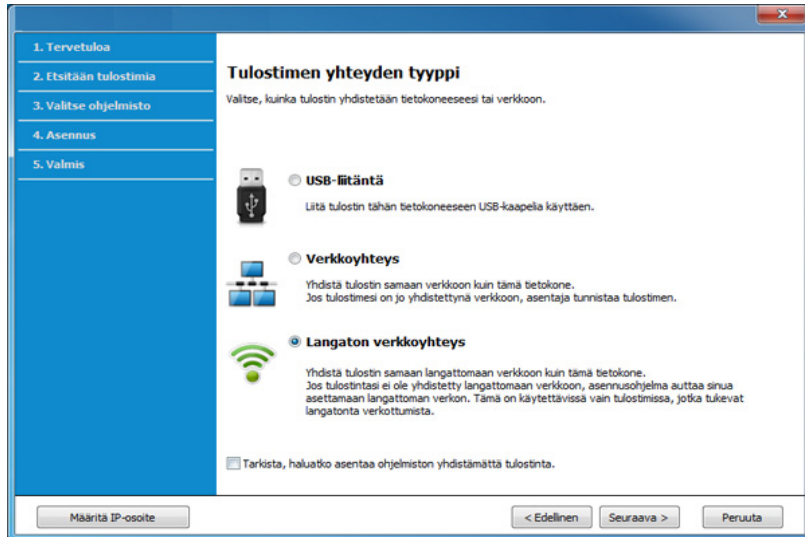 1. Tervetuloa
2. Etsitään tulostimia
3. Valitse ohjelmisto
4. Asennus
5. Valmis
Tulostimen yhteyden tyyppi
Valitse, kuinka tulostin yhdistetään tietokoneeseesi tai verkkoon.
USB-liitäntä
Liitä tulostin tähän tietokoneeseen USB-kaapelia käyttäen.
Verkkoyhteys
Yhdistä tulostin samaan verkkoon kuin tämä tietokone.
Jos tulostimesi on jo yhdistettynä verkkoon, asentaja tunnistaa tulostimen.
Langaton verkkoyhteys
Yhdistä tulostin samaan langattomaan verkkoon kuin tämä tietokone.
Jos tulostintasi ei ole yhdistetty langattomaan verkkoon, asennusohjelma auttaa sinua
asettamaan langattoman verkon. Tämä on käytettävissä vain tulostimissa, jotka tukevat
langatonta verkottumista.
Tarkista, haluatko asentaa ohjelmiston yhdistämättä tulostinta.
Määritä IP-osoite
< Edellinen
Seuraava >
Peruuta